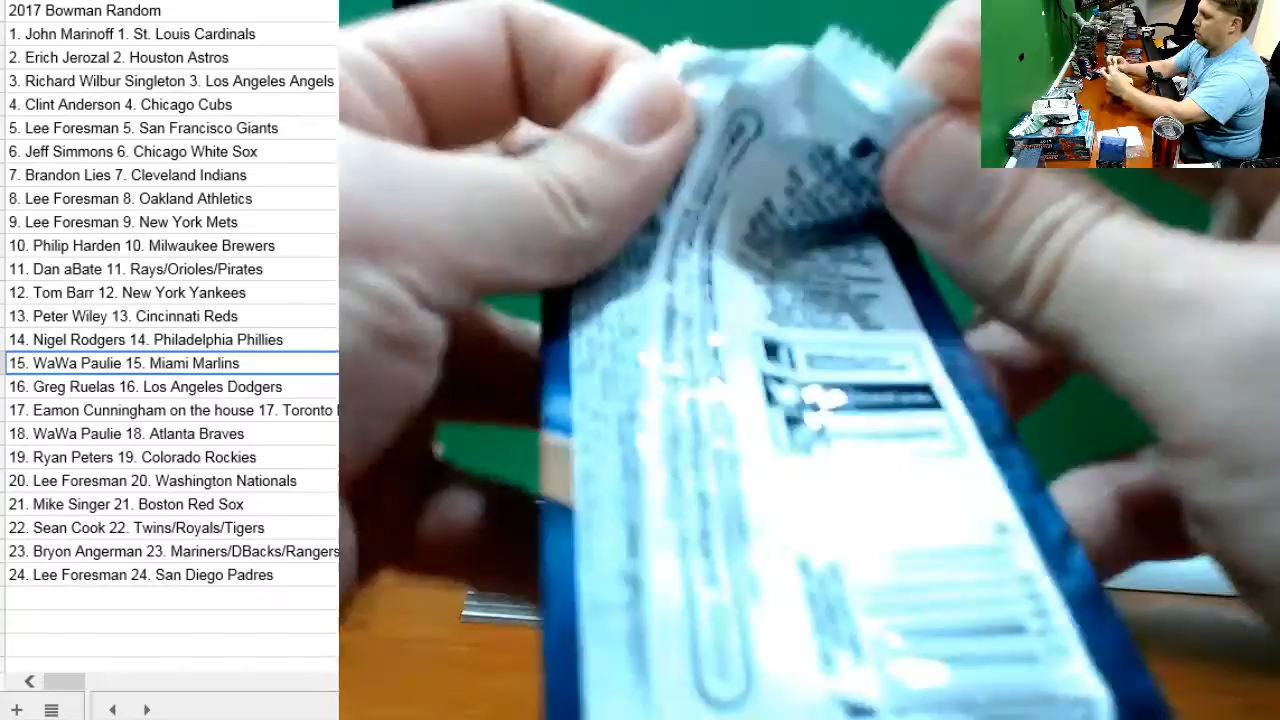 2017 Bowman Random
1. John Marinoff 1. St. Louis Cardinals
2. Erich Jerozal 2. Houston Astros
3. Richard Wilbur Singleton 3. Los Angeles Angels
4. Clint Anderson 4. Chicago Cubs
5. Lee Foresman 5. San Francisco Giants
6. Jeff Simmons 6. Chicago White Sox
7. Brandon Lies 7. Cleveland Indians
8. Lee Foresman 8. Oakland Athletics
9. Lee Foresman 9. New York Mets
10. Philip Harden 10. Milwaukee Brewers
11. Dan aBate 11. Rays/Orioles/Pirates
12. Tom Barr 12. New York Yankees
13. Peter Wiley 13. Cincinnati Reds
14. Nigel Rodgers 14. Philadelphia Phillies
15. WaWa Paulie 15. Miami Marlins
16. Greg Ruelas 16. Los Angeles Dodgers
17. Eamon Cunningham on the house 17. Toronto
18. WaWa Paulie 18. Atlanta Braves
19. Ryan Peters 19. Colorado Rockies
20. Lee Foresman 20. Washington Nationals
21. Mike Singer 21. Boston Red Sox
22. Sean Cook 22. Twins/Royals/Tigers
23. Bryon Angerman 23. Mariners/DBacks/Rangers
24. Lee Foresman 24. San Diego Padres